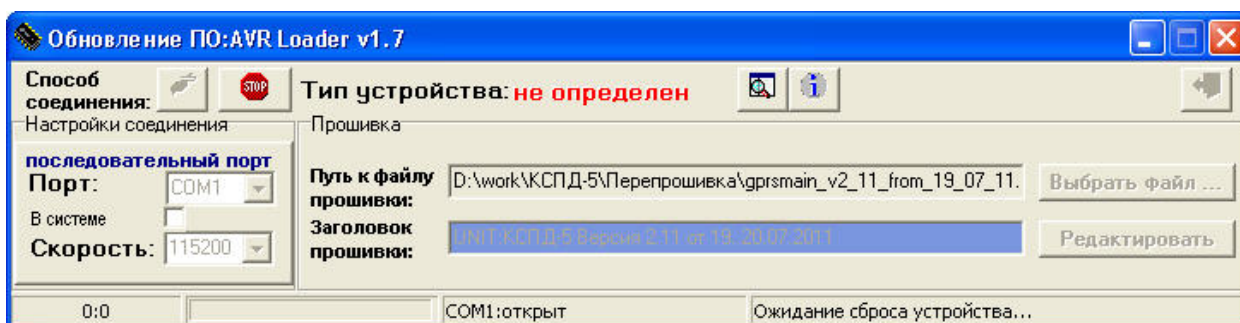 Обновление ПО:AVR Loader v1.7
Способ соединения:
STOP
Тип устройства: не определен
Настройки соединения
Прошивка
последовательный порт
Порт: COM1
В системе
Скорость: 115200
Путь к файлу прошивки:
D:\work\КСПД-5\Перепрошивка\gprsmain_v2_11_from_19_07_11.
Выбрать файл ...
Заголовок прошивки:
UNIT:КСПД-5 Версия 2.11 от 19..20.07.2011
Редактировать
0:0
COM1:открыт
Ожидание сброса устройства...